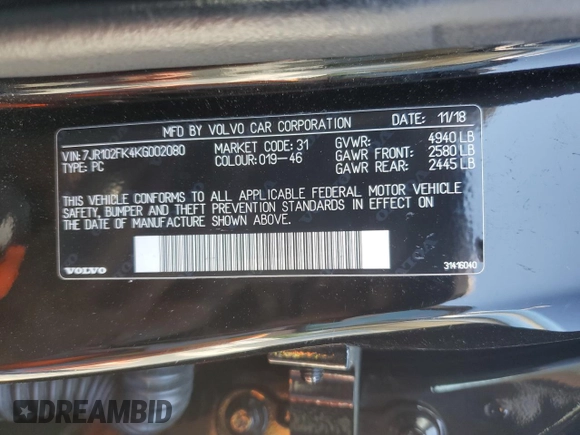 MFD BY VOLVO CAR CORPORATION DATE: 11/18
VIN: 7JR102FK4KG002080 MARKET CODE: 31 GVWR: 4940 LB
TYPE: PC COLOUR: 019-46 GAWR FRONT: 2580 LB
GAWR REAR: 2445 LB
THIS VEHICLE CONFORMS TO ALL APPLICABLE FEDERAL MOTOR VEHICLE
SAFETY, BUMPER AND THEFT PREVENTION STANDARDS IN EFFECT ON
THE DATE OF MANUFACTURE SHOWN ABOVE.
VOLVO 31416040
DREAMBID